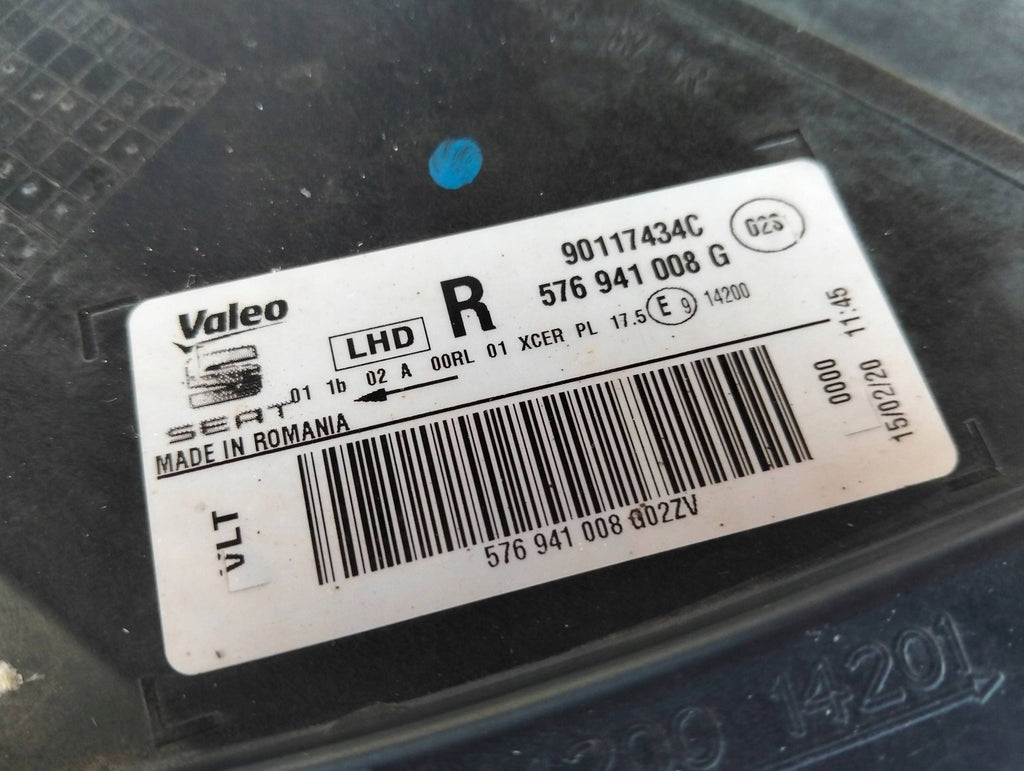 90117434C
G2S
Valeo
LHD
R
576 941 008 G
SEAT
01 1b 02 A 00RL 01 XCER PL 17.5 E 9 14200
MADE IN ROMANIA
VLT
576 941 008 G02ZV
0000 11:45
15/02/20
14201